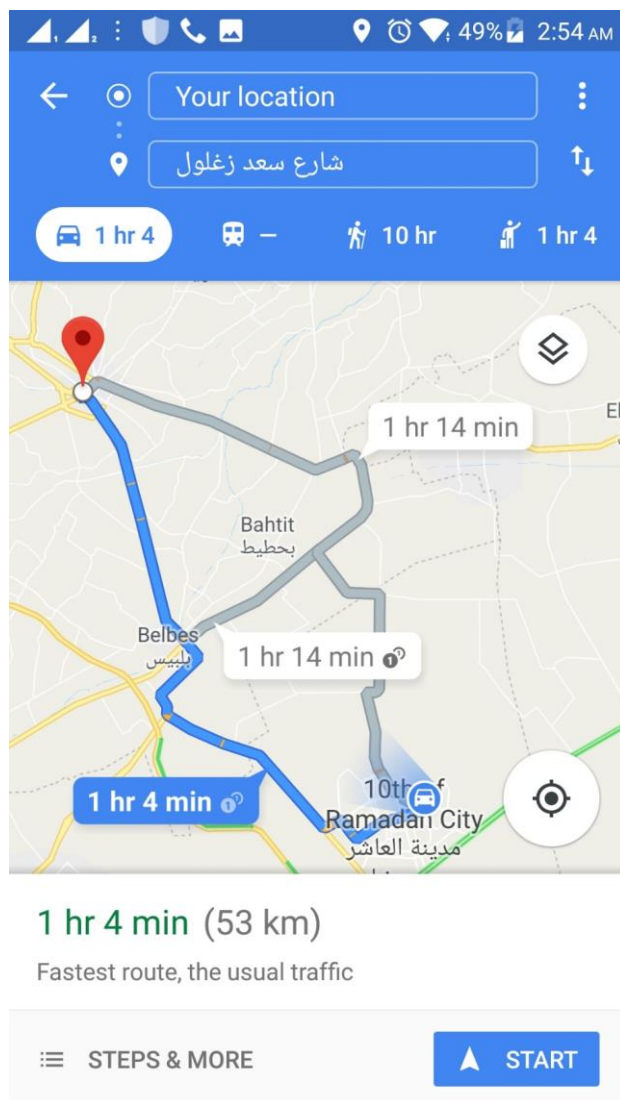 49% 2:54 AM
Your location
شارع سعد زغلول
1 hr 4 — 10 hr 1 hr 4
1 hr 14 min
El
Bahtit
بحطيط
Belbes
بلبيس
1 hr 14 min
1 hr 4 min
10th of
Ramadan City
مدينة العاشر
1 hr 4 min (53 km)
Fastest route, the usual traffic
STEPS & MORE START